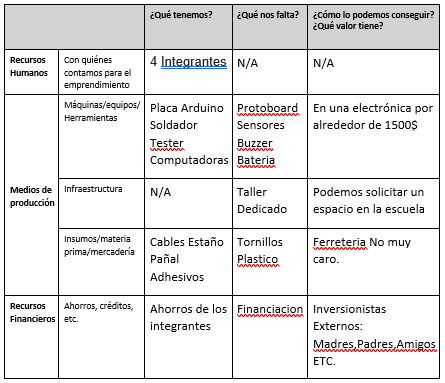 ¿Qué tenemos?
¿Qué nos falta?
¿Cómo lo podemos conseguir?
¿Qué valor tiene?
Recursos
Humanos
Con quiénes
contamos para el
emprendimiento
4 Integrantes
N/A
N/A
Medios de
producción
Máquinas/equipos/
Herramientas
Placa Arduino
Soldador
Tester
Computadoras
Protoboard
Sensores
Buzzer
Bateria
En una electrónica por
alrededor de 1500$
Infraestructura
N/A
Taller
Dedicado
Podemos solicitar un
espacio en la escuela
Insumos/materia
prima/mercadería
Cables Estaño
Pañal
Adhesivos
Tornillos
Plastico
Ferreteria No muy
caro.
Recursos
Financieros
Ahorros, créditos,
etc.
Ahorros de los
integrantes
Financiacion
Inversionistas
Externos:
Madres,Padres,Amigos
ETC.